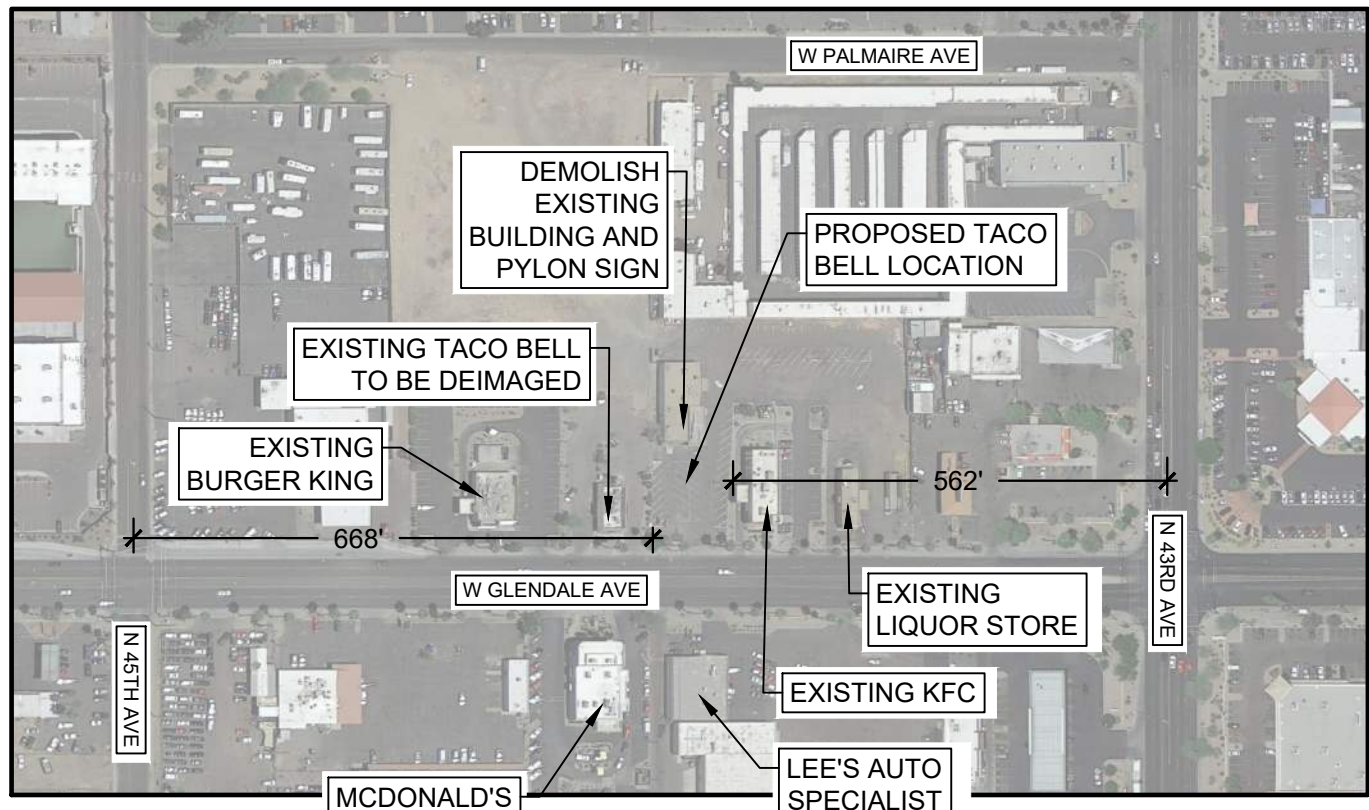 W PALMAIRE AVE
DEMOLISH
EXISTING
BUILDING AND
PYLON SIGN
PROPOSED TACO
BELL LOCATION
EXISTING TACO BELL
TO BE DEIMAGED
EXISTING
BURGER KING
562'
668'
W GLENDALE AVE
N 43RD AVE
EXISTING
LIQUOR STORE
N 45TH AVE
EXISTING KFC
MCDONALD'S
LEE'S AUTO
SPECIALIST